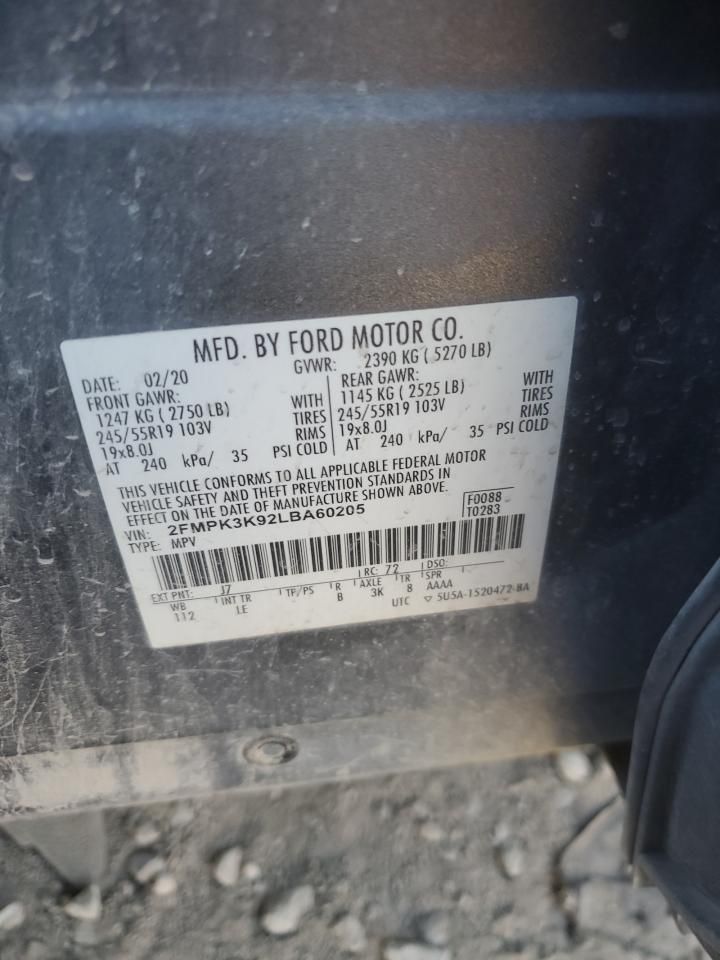 MFD. BY FORD MOTOR CO.
DATE: 02/20 GVWR: 2390 KG ( 5270 LB)
FRONT GAWR: REAR GAWR:
1247 KG ( 2750 LB) WITH 1145 KG ( 2525 LB) WITH
245/55R19 103V TIRES 245/55R19 103V TIRES
19x8.0J RIMS 19x8.0J RIMS
AT 240 kPa/ 35 PSI COLD AT 240 kPa/ 35 PSI COLD
THIS VEHICLE CONFORMS TO ALL APPLICABLE FEDERAL MOTOR
VEHICLE SAFETY AND THEFT PREVENTION STANDARDS IN
EFFECT ON THE DATE OF MANUFACTURE SHOWN ABOVE.
VIN: 2FMPK3K92LBA60205 F0088
TYPE: MPV T0283
EXT PNT: J7 RC: 72 DSO:
WB INT TR TP/PS R AXLE TR SPR
112 LE B 3K 8 AAAA
UTC ▽ 5U5A-1520472-BA